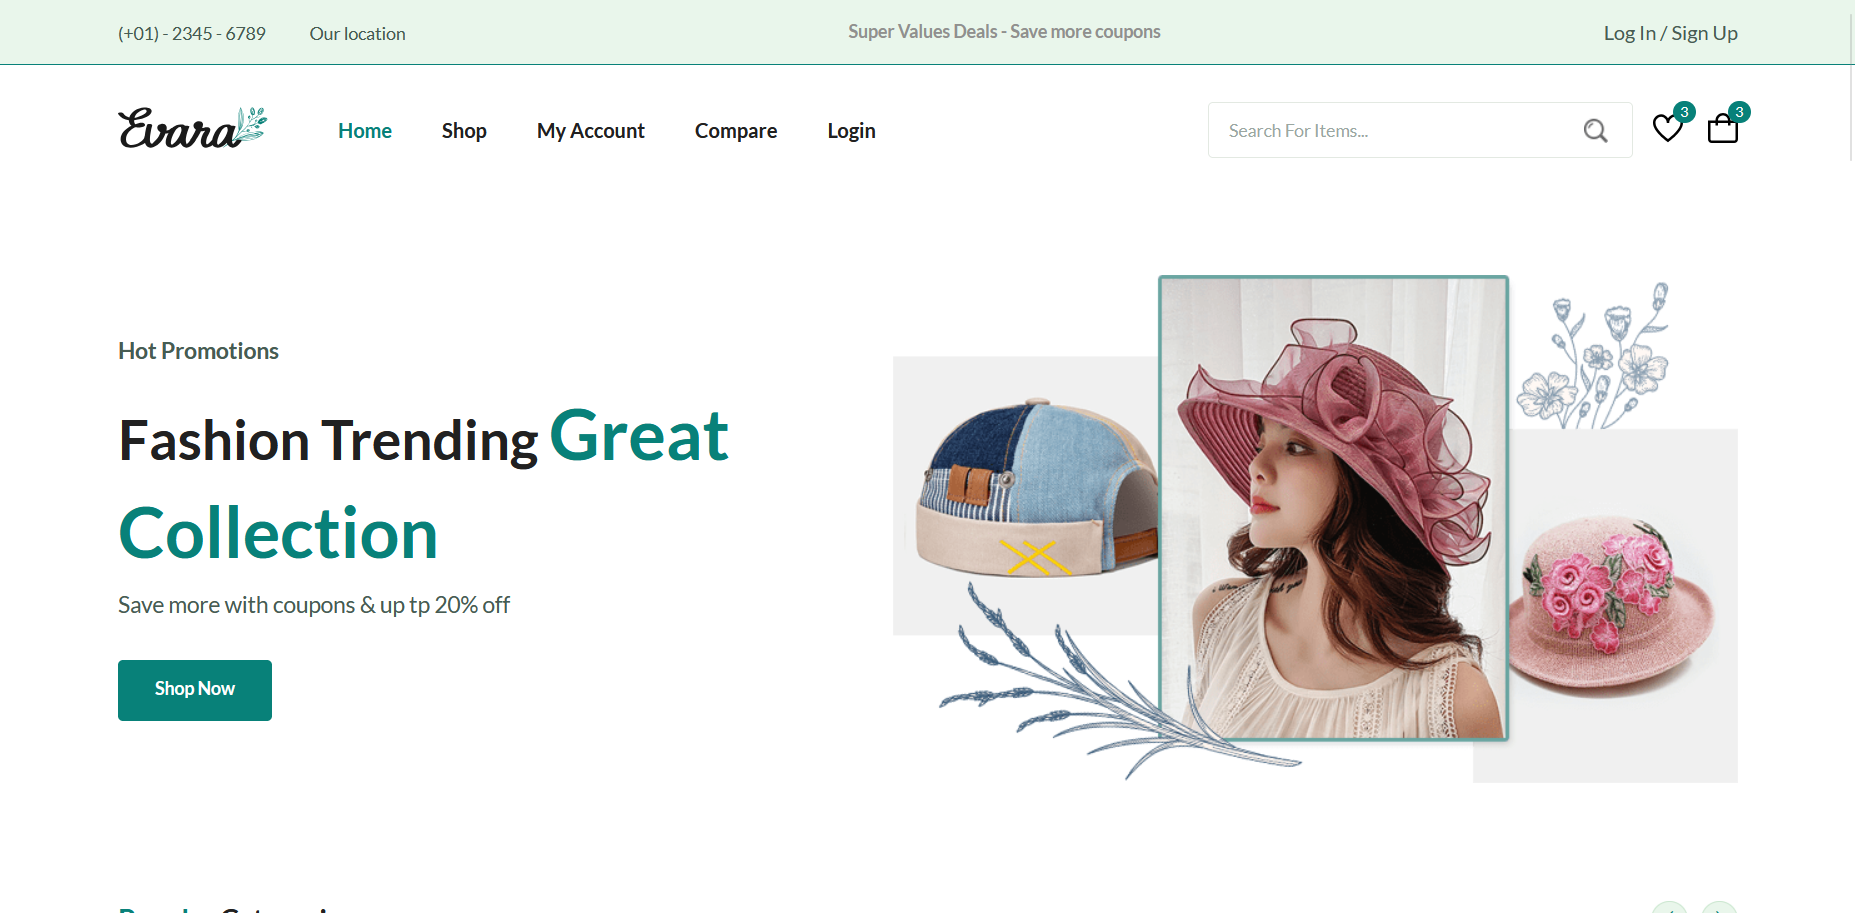 (+01) - 2345 - 6789 Our location Super Values Deals - Save more coupons Log In / Sign Up
Evara Home Shop My Account Compare Login Search For Items... 3 3
Hot Promotions
Fashion Trending Great
Collection
Save more with coupons & up tp 20% off
Shop Now